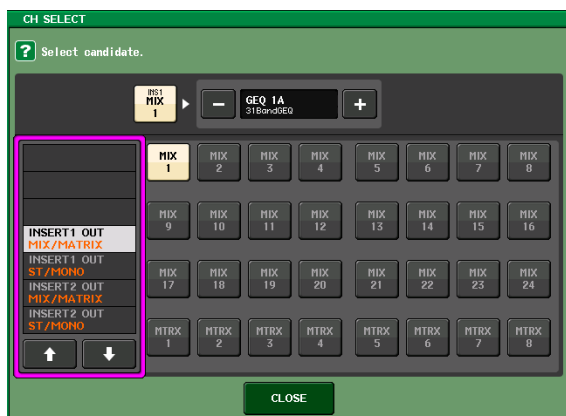 CH SELECT
? Select candidate.
INS1
MIX
1
−
GEQ 1A
31BandGEQ
+
INSERT1 OUT
MIX/MATRIX
INSERT1 OUT
ST/MONO
INSERT2 OUT
MIX/MATRIX
INSERT2 OUT
ST/MONO
MIX 1
MIX 2
MIX 3
MIX 4
MIX 5
MIX 6
MIX 7
MIX 8
MIX 9
MIX 10
MIX 11
MIX 12
MIX 13
MIX 14
MIX 15
MIX 16
MIX 17
MIX 18
MIX 19
MIX 20
MIX 21
MIX 22
MIX 23
MIX 24
MTRX 1
MTRX 2
MTRX 3
MTRX 4
MTRX 5
MTRX 6
MTRX 7
MTRX 8
CLOSE